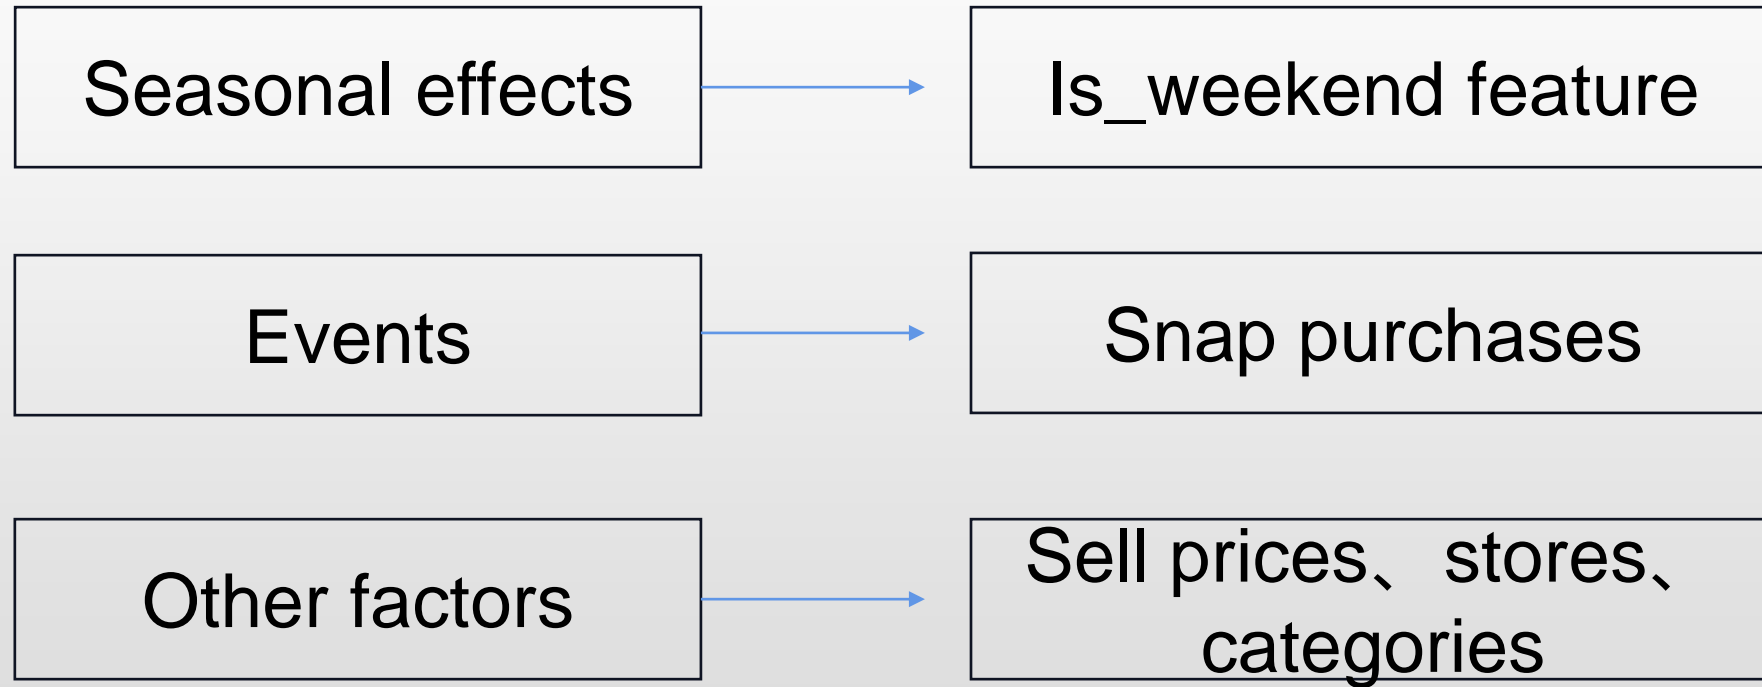 Seasonal effects
Is_weekend feature
Events
Snap purchases
Other factors
Sell prices、stores、
categories